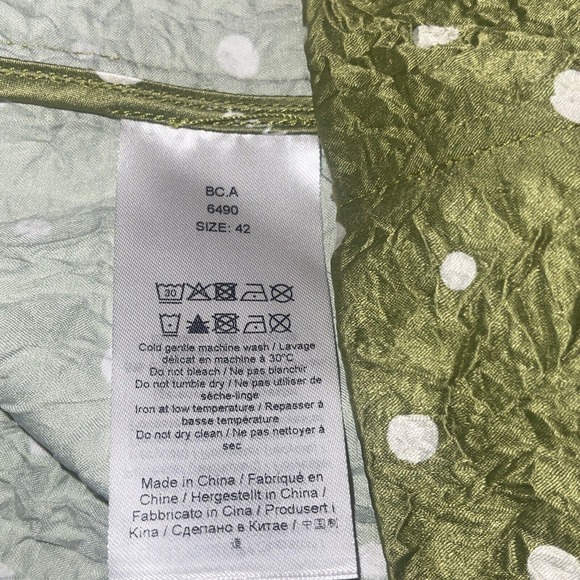 BC.A
6490
SIZE: 42
30
Cold gentle machine wash / Lavage
délicat en machine à 30°C
Do not bleach / Ne pas blanchir
Do not tumble dry / Ne pas utiliser de
sèche-linge
Iron at low temperature / Repasser à
basse température
Do not dry clean / Ne pas nettoyer à
sec
Made in China / Fabriqué en
Chine / Hergestellt in China /
Fabbricato in Cina / Produsert i
Kina / Сделано в Китае / 中国制
造